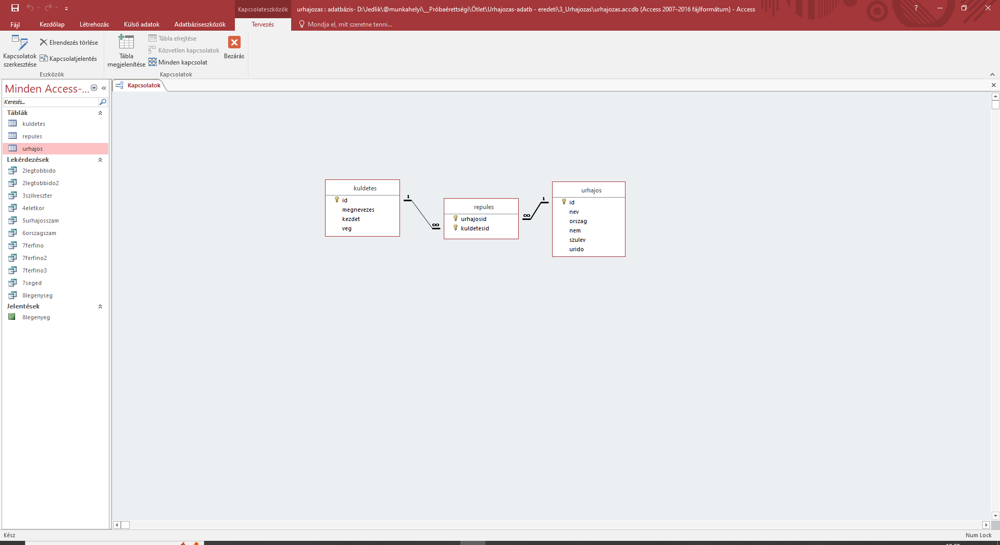 Kapcsolateszközök
urhajozas : adatbázis- D:\Jedlik\@munkahelyi\__Próbaérettségi\Ötlet\Urhajozas-adatb - eredeti\3_Urhajozas\urhajozas.accdb (Access 2007–2016 fájlformátum) - Access
?
Fájl
Kezdőlap
Létrehozás
Külső adatok
Adatbáziseszközök
Tervezés
Mondja el, mit szeretne tenni...
Kapcsolatok szerkesztése
Elrendezés törlése
Kapcsolatjelentés
Eszközök
Tábla megjelenítése
Tábla elrejtése
Közvetlen kapcsolatok
Minden kapcsolat
Bezárás
Kapcsolatok
Minden Access-...
Keresés...
Táblák
kuldetes
repules
urhajos
Lekérdezések
2legtobbido
2legtobbido2
3szilveszter
4eletkor
5urhajosszam
6orszagszam
7ferfino
7ferfino2
7ferfino3
7seged
8legenyseg
Jelentések
8legenyeg
Kapcsolatok
kuldetes
id
megnevezes
kezdet
veg
1
∞
repules
urhajosid
kuldetesid
∞
1
urhajos
id
nev
orszag
nem
szulev
urido
Kész
Num Lock